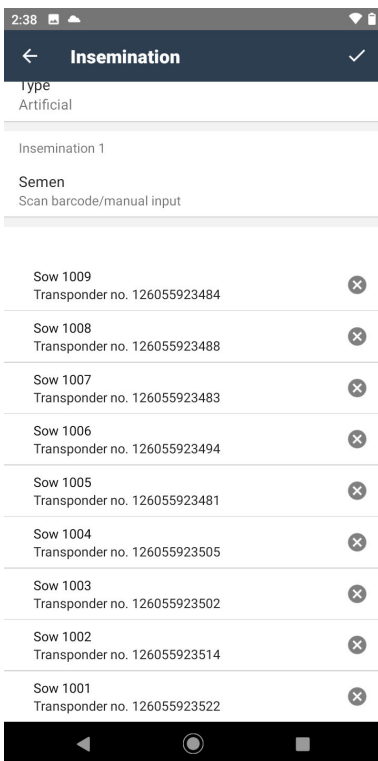 2:38
Insemination
Type
Artificial
Insemination 1
Semen
Scan barcode/manual input
Sow 1009
Transponder no. 126055923484
Sow 1008
Transponder no. 126055923488
Sow 1007
Transponder no. 126055923483
Sow 1006
Transponder no. 126055923494
Sow 1005
Transponder no. 126055923481
Sow 1004
Transponder no. 126055923505
Sow 1003
Transponder no. 126055923502
Sow 1002
Transponder no. 126055923514
Sow 1001
Transponder no. 126055923522